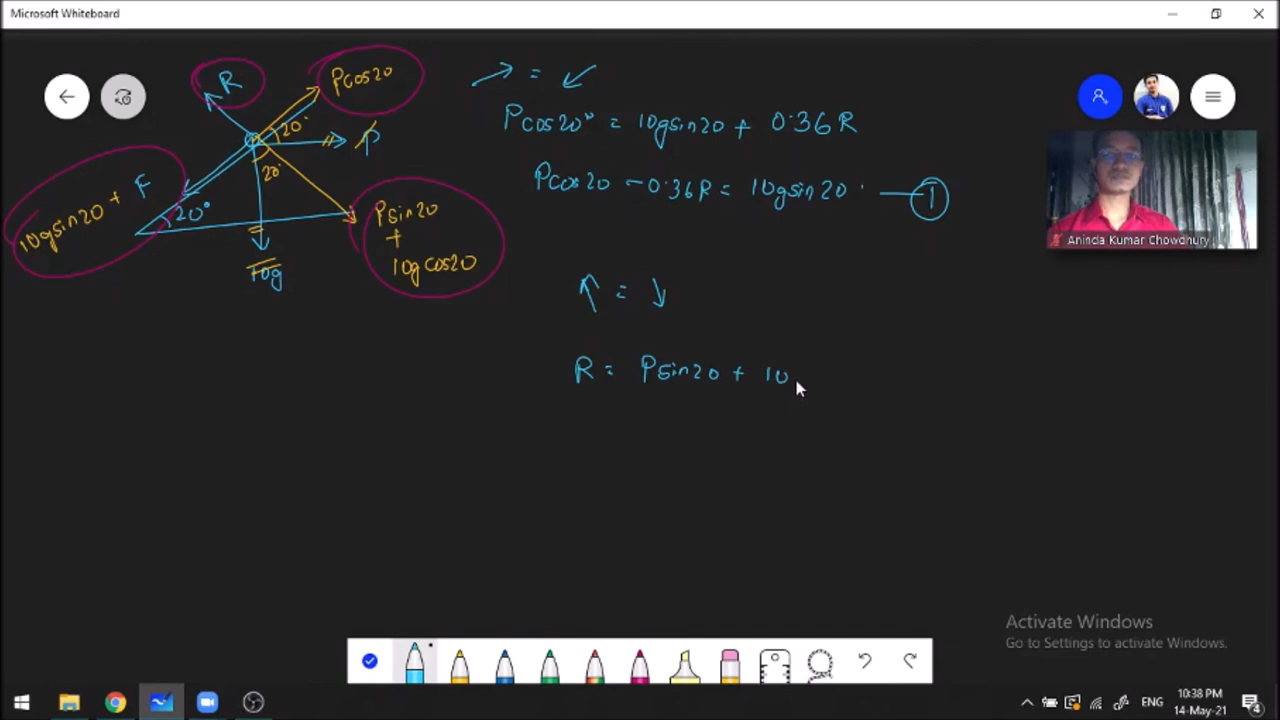 Microsoft Whiteboard
R
Pcos20
20°
P
20°
10gsin20 + F
20°
Psin20
+
10gcos20
10g
↗ = ↙
Pcos20° = 10gsin20 + 0.36R
Pcos20 - 0.36R = 10gsin20 — 1
↑ = ↓
R = Psin20 + 10
Aninda Kumar Chowdhury
Activate Windows
Go to Settings to activate Windows.
ENG
10:38 PM
14-May-21
4